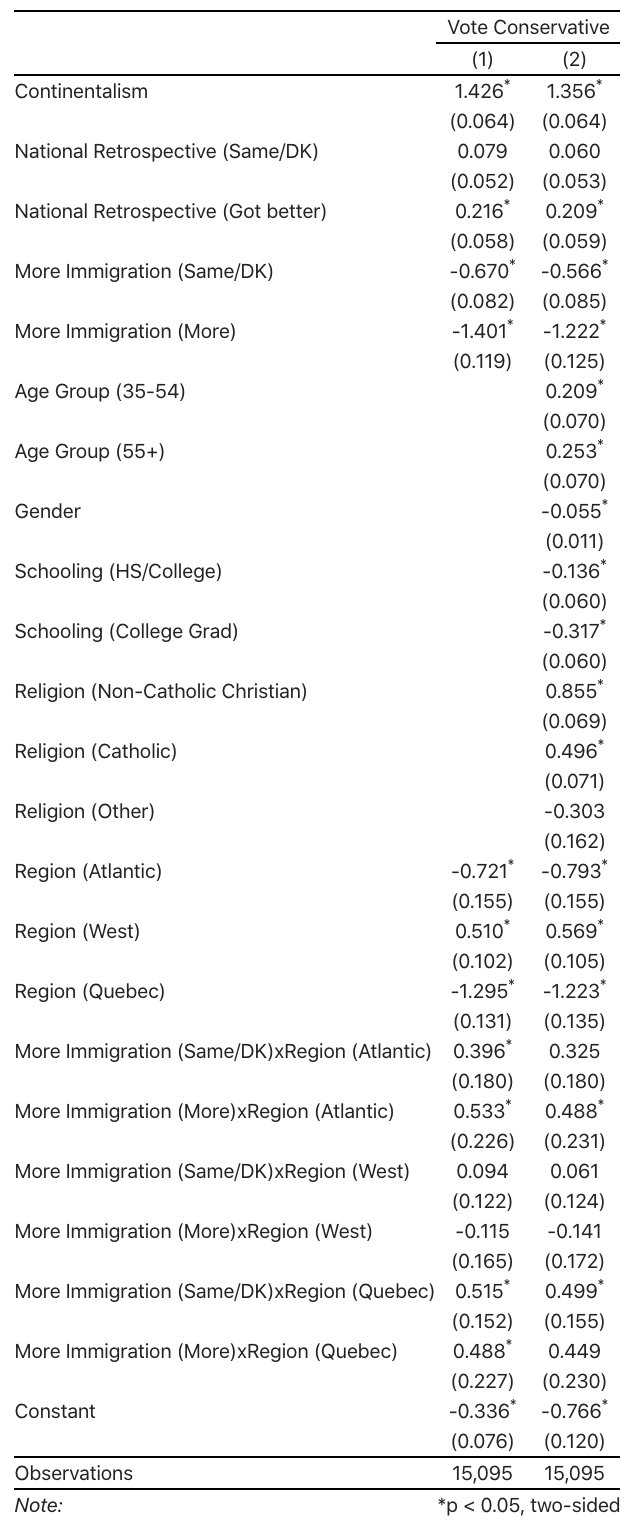 Vote Conservative
(1) (2)
Continentalism 1.426* 1.356*
(0.064) (0.064)
National Retrospective (Same/DK) 0.079 0.060
(0.052) (0.053)
National Retrospective (Got better) 0.216* 0.209*
(0.058) (0.059)
More Immigration (Same/DK) -0.670* -0.566*
(0.082) (0.085)
More Immigration (More) -1.401* -1.222*
(0.119) (0.125)
Age Group (35-54) 0.209*
(0.070)
Age Group (55+) 0.253*
(0.070)
Gender -0.055*
(0.011)
Schooling (HS/College) -0.136*
(0.060)
Schooling (College Grad) -0.317*
(0.060)
Religion (Non-Catholic Christian) 0.855*
(0.069)
Religion (Catholic) 0.496*
(0.071)
Religion (Other) -0.303
(0.162)
Region (Atlantic) -0.721* -0.793*
(0.155) (0.155)
Region (West) 0.510* 0.569*
(0.102) (0.105)
Region (Quebec) -1.295* -1.223*
(0.131) (0.135)
More Immigration (Same/DK)xRegion (Atlantic) 0.396* 0.325
(0.180) (0.180)
More Immigration (More)xRegion (Atlantic) 0.533* 0.488*
(0.226) (0.231)
More Immigration (Same/DK)xRegion (West) 0.094 0.061
(0.122) (0.124)
More Immigration (More)xRegion (West) -0.115 -0.141
(0.165) (0.172)
More Immigration (Same/DK)xRegion (Quebec) 0.515* 0.499*
(0.152) (0.155)
More Immigration (More)xRegion (Quebec) 0.488* 0.449
(0.227) (0.230)
Constant -0.336* -0.766*
(0.076) (0.120)
Observations 15,095 15,095
Note: *p < 0.05, two-sided